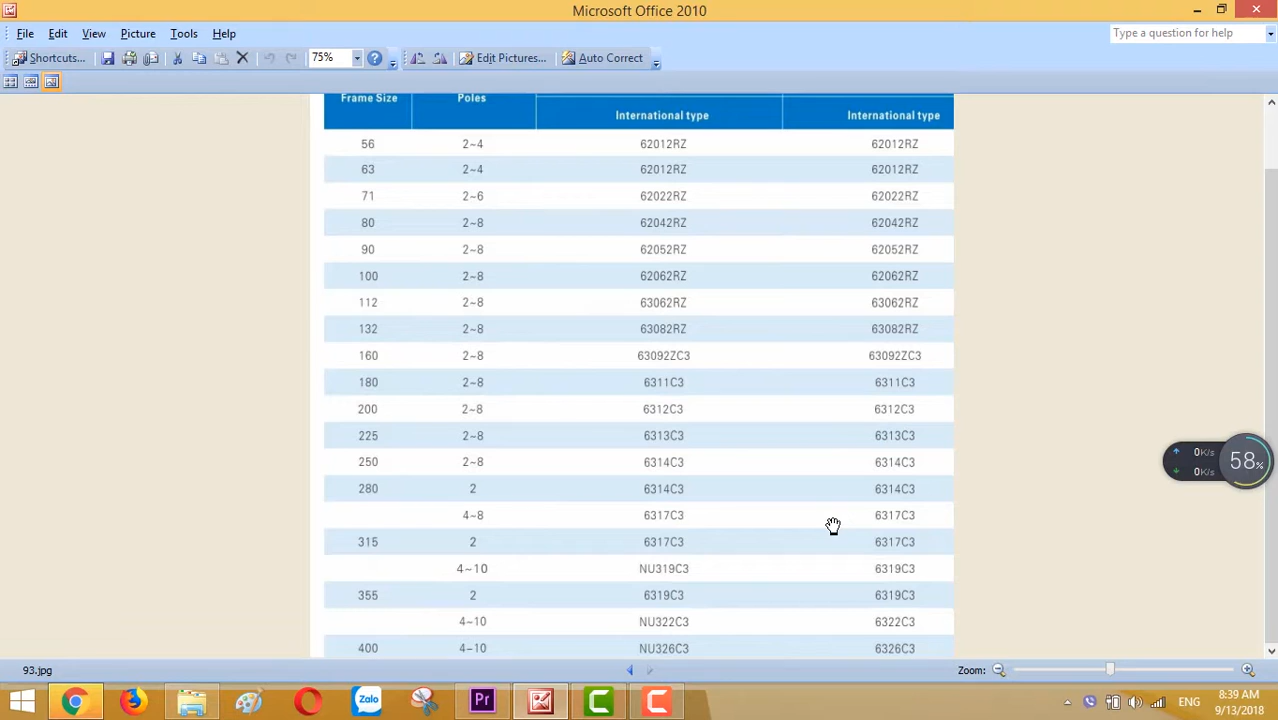 Microsoft Office 2010
File Edit View Picture Tools Help
Type a question for help
Shortcuts... 75% Edit Pictures... Auto Correct
Frame Size Poles
International type International type
56 2~4 62012RZ 62012RZ
63 2~4 62012RZ 62012RZ
71 2~6 62022RZ 62022RZ
80 2~8 62042RZ 62042RZ
90 2~8 62052RZ 62052RZ
100 2~8 62062RZ 62062RZ
112 2~8 63062RZ 63062RZ
132 2~8 63082RZ 63082RZ
160 2~8 63092ZC3 63092ZC3
180 2~8 6311C3 6311C3
200 2~8 6312C3 6312C3
225 2~8 6313C3 6313C3
250 2~8 6314C3 6314C3
280 2 6314C3 6314C3
4~8 6317C3 6317C3
315 2 6317C3 6317C3
4~10 NU319C3 6319C3
355 2 6319C3 6319C3
4~10 NU322C3 6322C3
400 4~10 NU326C3 6326C3
0K/s
0K/s
58%
93.jpg
Zoom:
Zalo
Pr
ENG
8:39 AM
9/13/2018